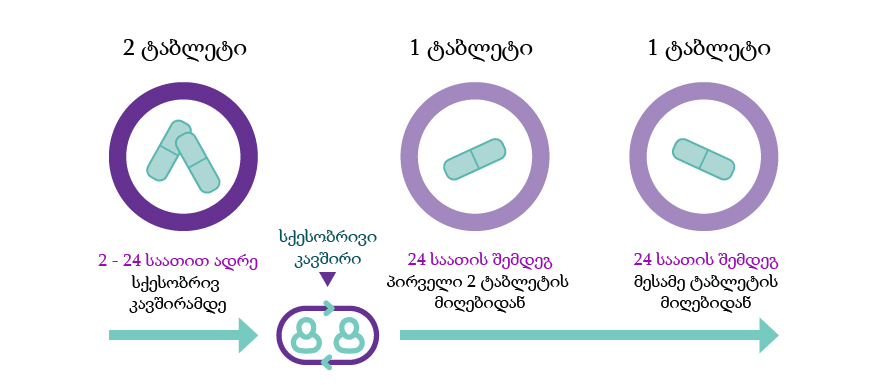 2 ტაბლეტი
2 - 24 საათით ადრე
სქესობრივ
კავშირამდე
სქესობრივი
კავშირი
1 ტაბლეტი
24 საათის შემდეგ
პირველი 2 ტაბლეტის
მიღებიდან
1 ტაბლეტი
24 საათის შემდეგ
მესამე ტაბლეტის
მიღებიდან